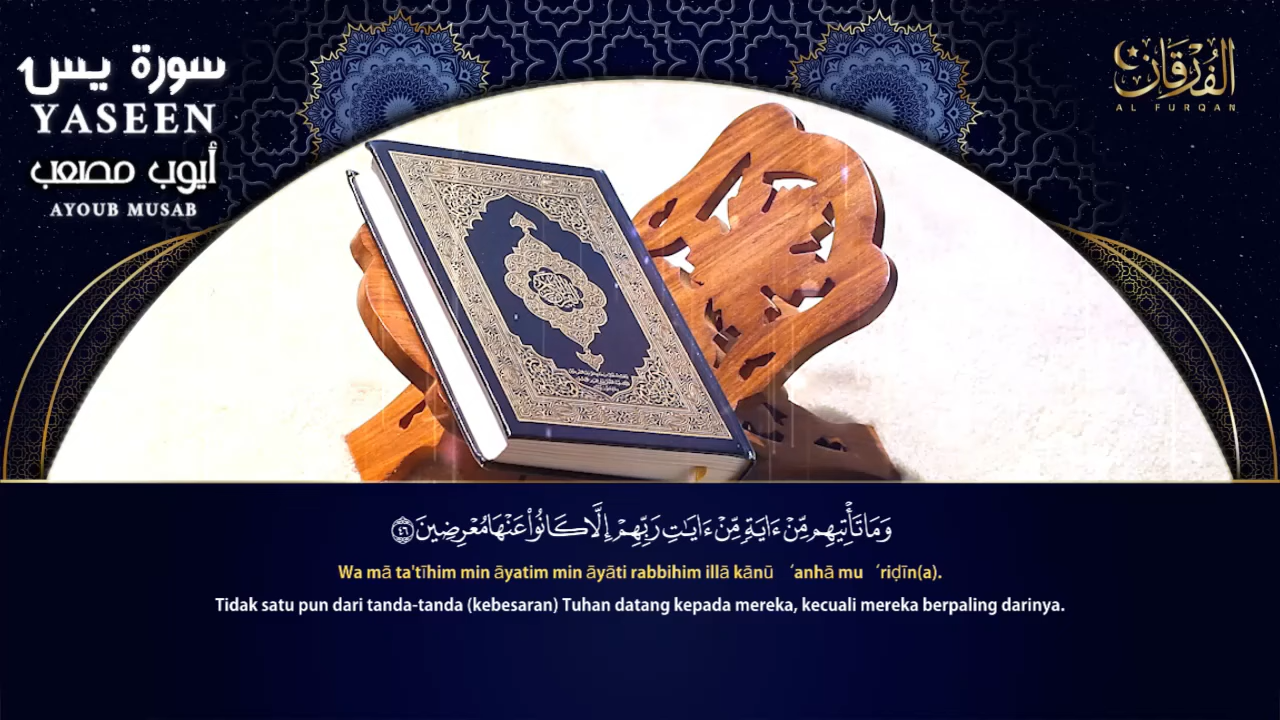 سورة يس
YASEEN
أيوب مصعب
AYOUB MUSAB
الفرقان
AL FURQAN
وَمَا تَأْتِيهِم مِّنْ ءَايَةٍ مِّنْ ءَايَٰتِ رَبِّهِمْ إِلَّا كَانُوا۟ عَنْهَا مُعْرِضِينَ ٤٦
Wa mā ta'tīhim min āyatim min āyāti rabbihim illā kānū ‘anhā mu ‘riḍīn(a).
Tidak satu pun dari tanda-tanda (kebesaran) Tuhan datang kepada mereka, kecuali mereka berpaling darinya.